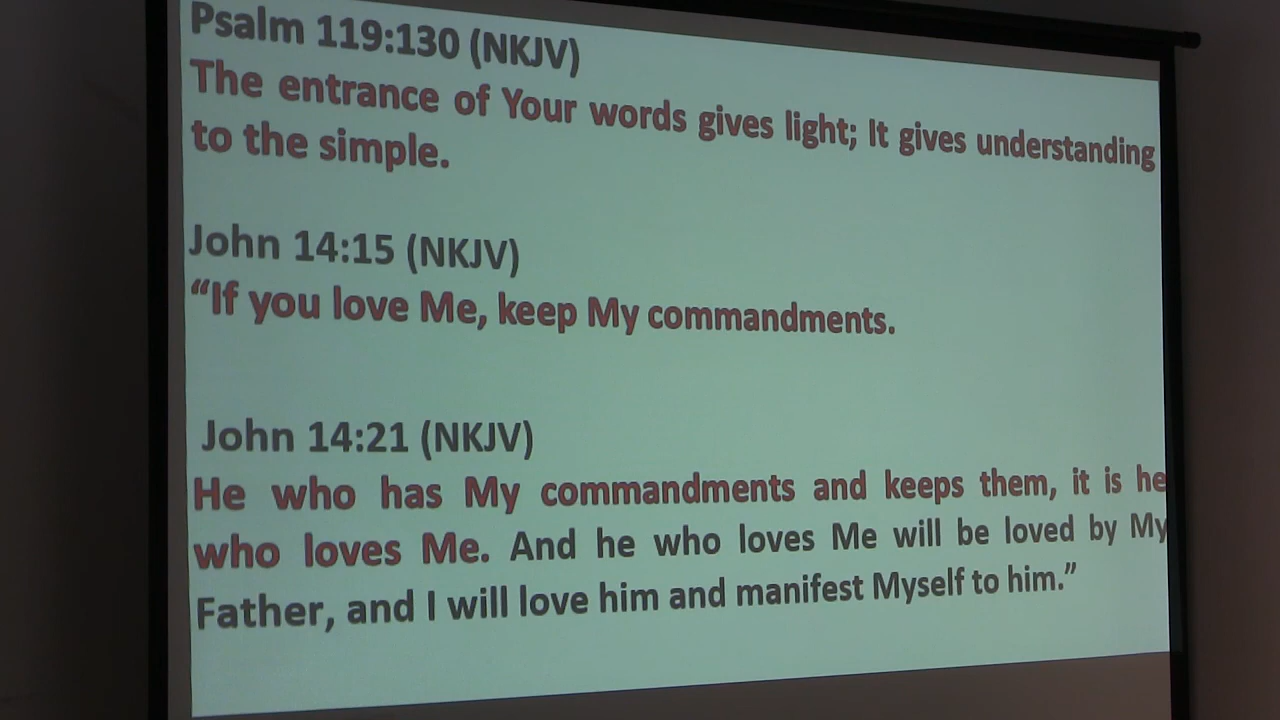 Psalm 119:130 (NKJV)
The entrance of Your words gives light; It gives understanding
to the simple.
John 14:15 (NKJV)
“If you love Me, keep My commandments.
John 14:21 (NKJV)
He who has My commandments and keeps them, it is he
who loves Me. And he who loves Me will be loved by My
Father, and I will love him and manifest Myself to him.”